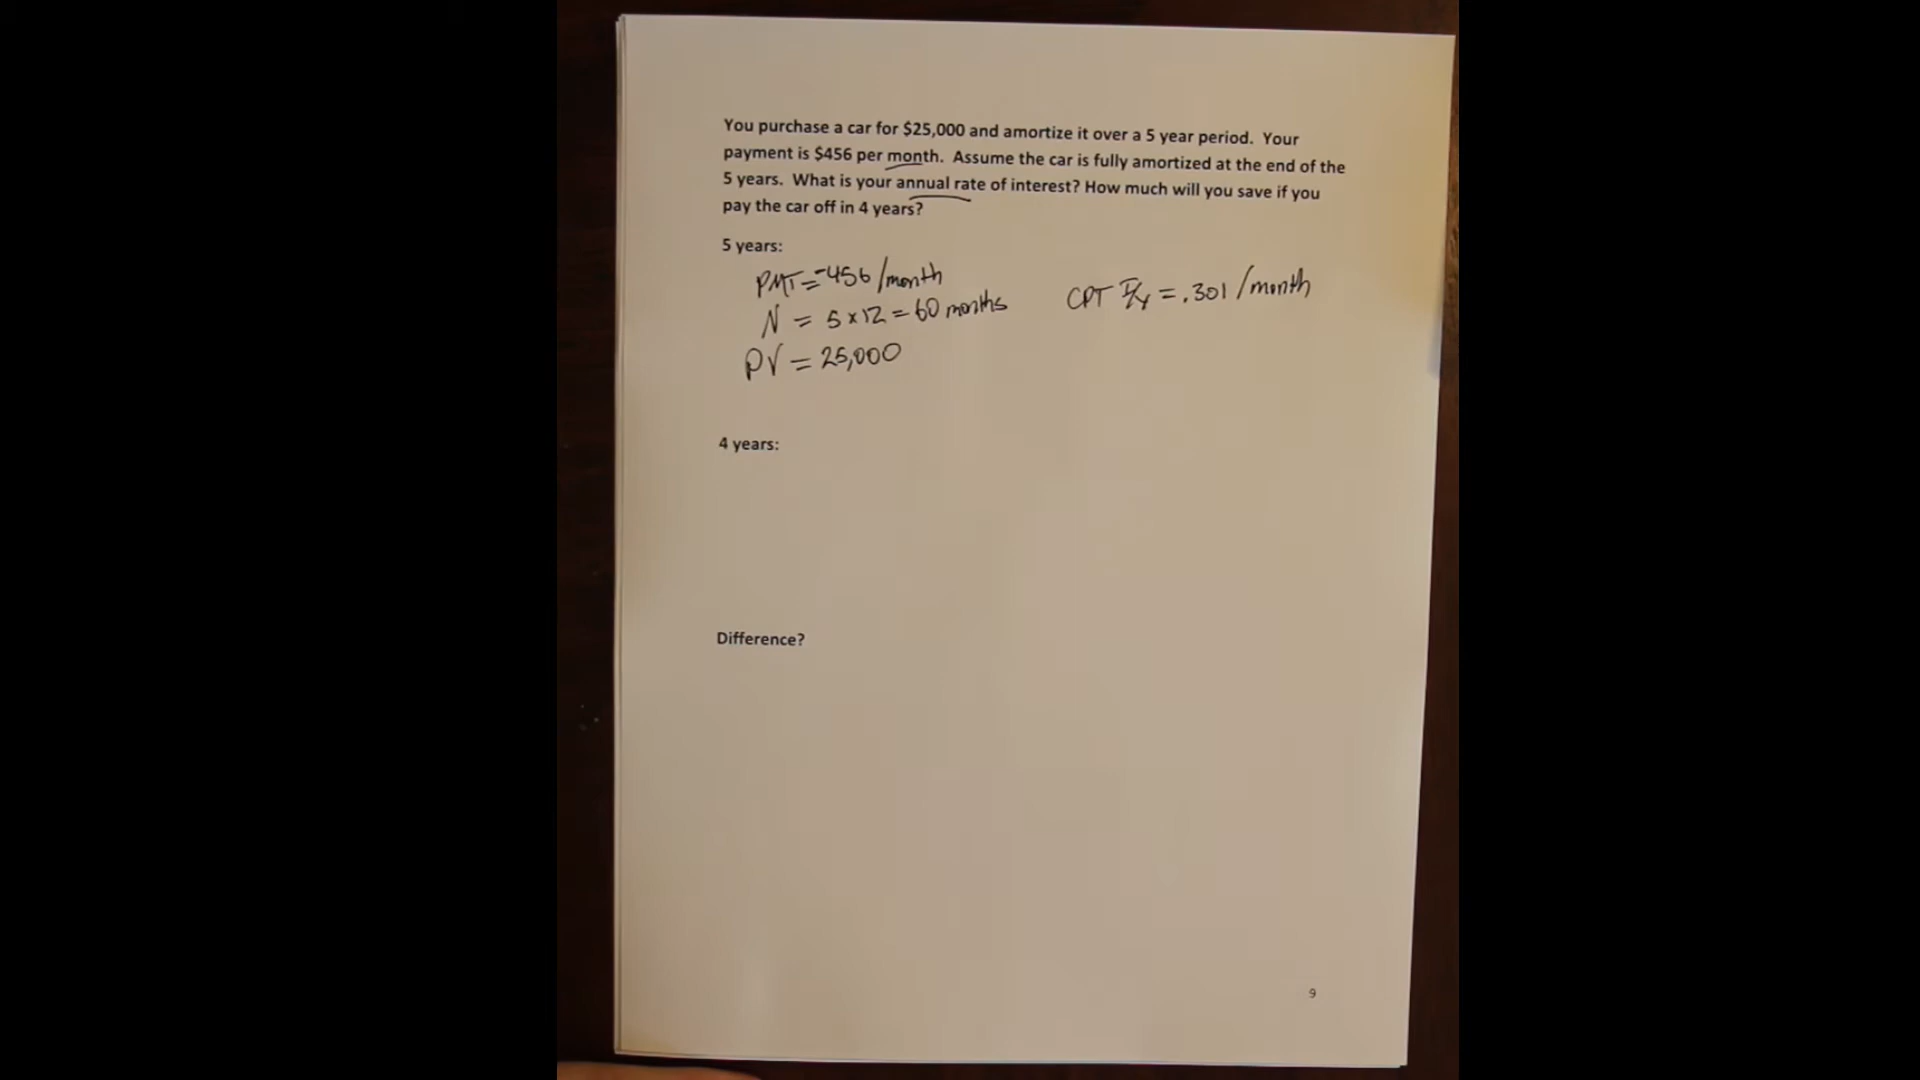 You purchase a car for $25,000 and amortize it over a 5 year period. Your
payment is $456 per month. Assume the car is fully amortized at the end of the
5 years. What is your annual rate of interest? How much will you save if you
pay the car off in 4 years?
5 years:
PMT = -456/month
N = 5 x 12 = 60 months
PV = 25,000
CPT I/Y = .301/month
4 years:
Difference?
9